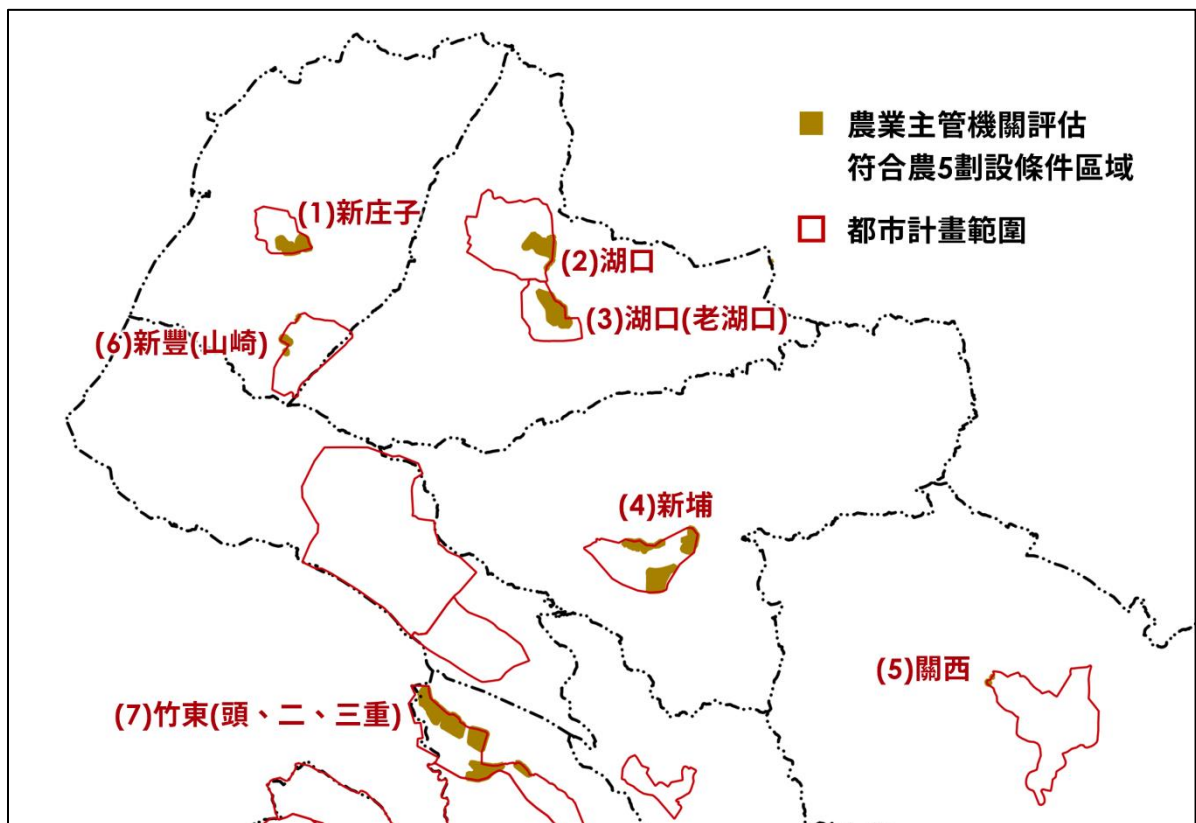 農業主管機關評估
符合農5劃設條件區域
都市計畫範圍
(1)新庄子
(2)湖口
(3)湖口(老湖口)
(6)新豐(山崎)
(4)新埔
(5)關西
(7)竹東(頭、二、三重)